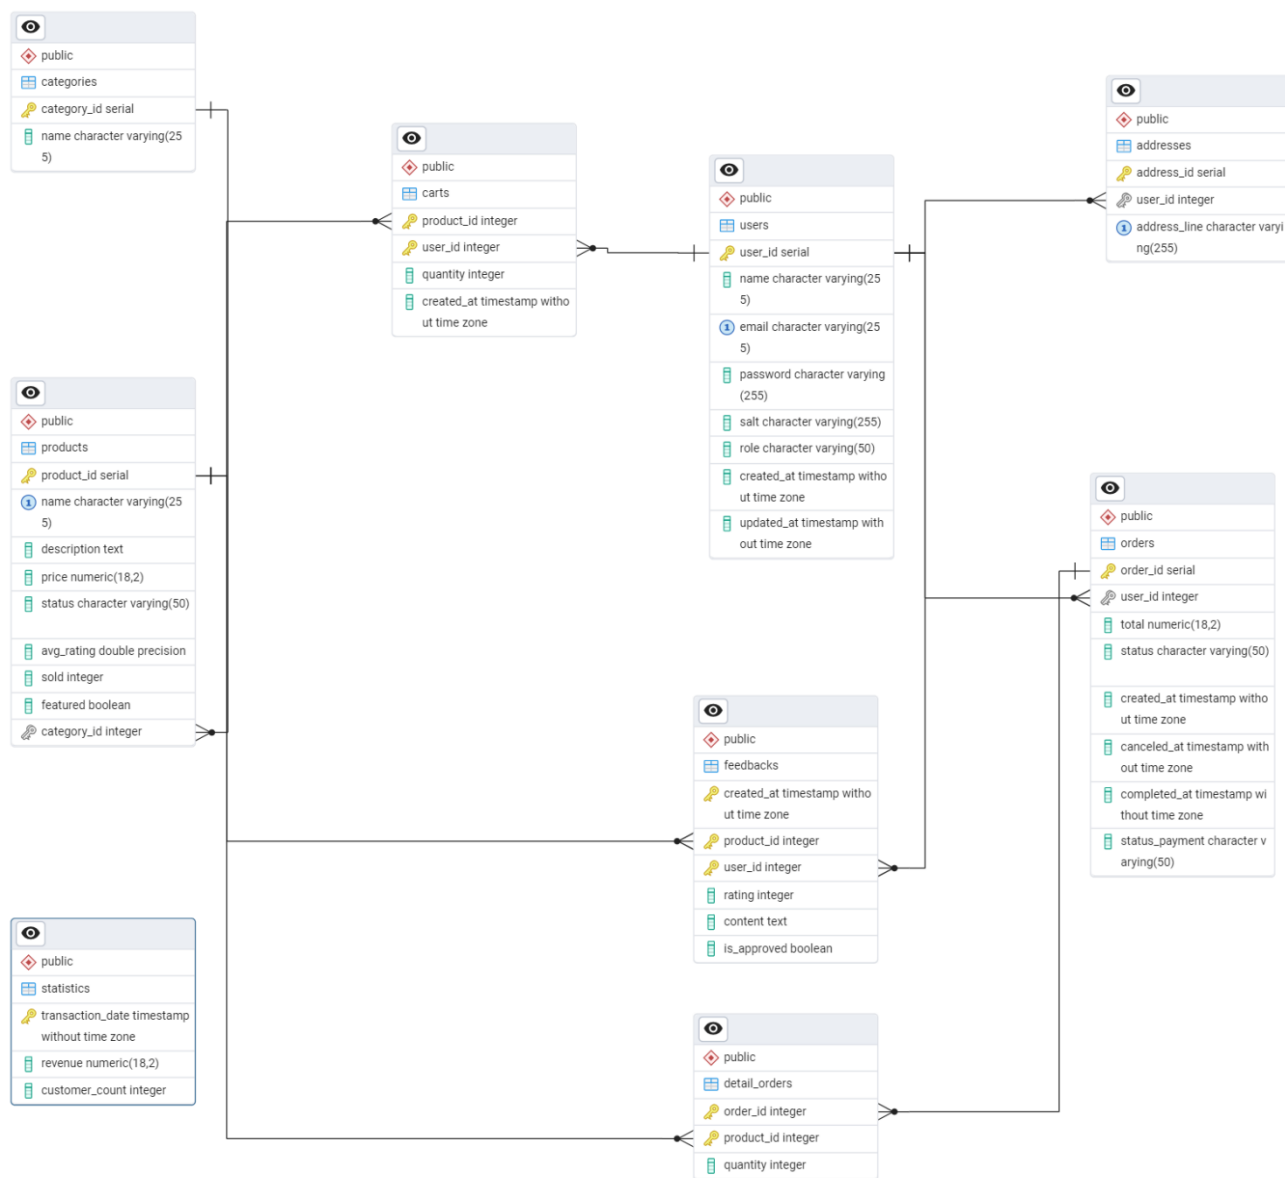 public
categories
category_id serial
name character varying(25
5)
public
carts
product_id integer
user_id integer
quantity integer
created_at timestamp witho
ut time zone
public
users
user_id serial
name character varying(25
5)
1
email character varying(25
5)
password character varying
(255)
salt character varying(255)
role character varying(50)
created_at timestamp witho
ut time zone
updated_at timestamp with
out time zone
public
addresses
address_id serial
user_id integer
1
address_line character varyi
ng(255)
public
products
product_id serial
1
name character varying(25
5)
description text
price numeric(18,2)
status character varying(50)
avg_rating double precision
sold integer
featured boolean
category_id integer
public
orders
order_id serial
user_id integer
total numeric(18,2)
status character varying(50)
created_at timestamp witho
ut time zone
canceled_at timestamp with
out time zone
completed_at timestamp wi
thout time zone
status_payment character v
arying(50)
public
feedbacks
created_at timestamp witho
ut time zone
product_id integer
user_id integer
rating integer
content text
is_approved boolean
public
statistics
transaction_date timestamp
without time zone
revenue numeric(18,2)
customer_count integer
public
detail_orders
order_id integer
product_id integer
quantity integer